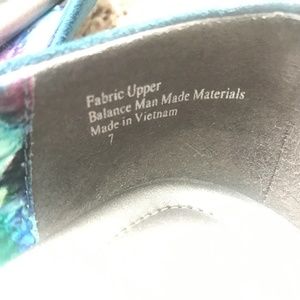 Fabric Upper
Balance Man Made Materials
Made in Vietnam
7